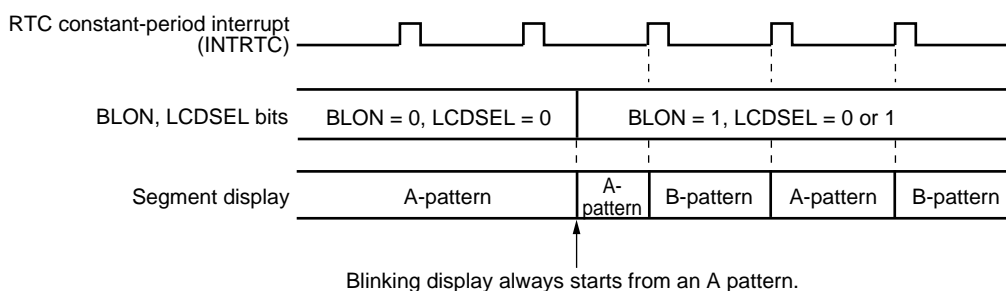 RTC constant-period interrupt
(INTRTC)
BLON, LCDSEL bits
BLON = 0, LCDSEL = 0
BLON = 1, LCDSEL = 0 or 1
Segment display
A-pattern
A-
pattern
B-pattern
A-pattern
B-pattern
Blinking display always starts from an A pattern.